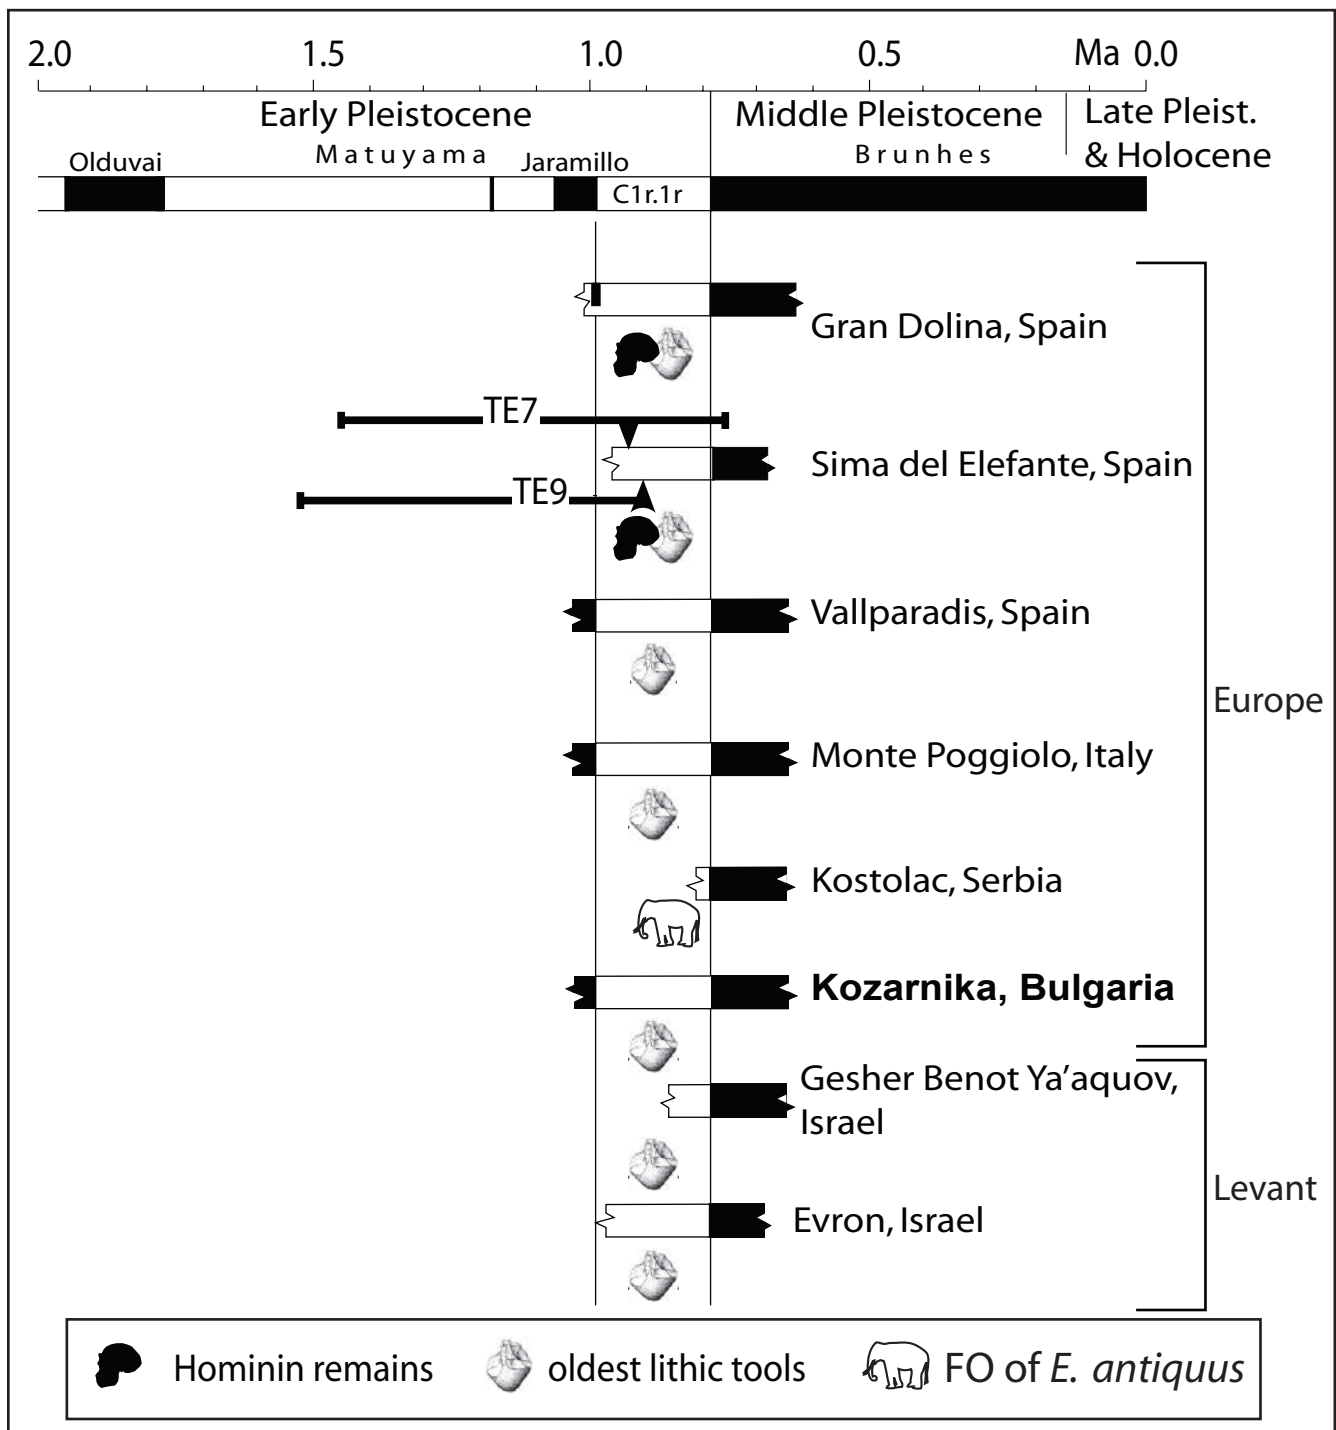 2.0 1.5 1.0 0.5 Ma 0.0
Early Pleistocene Middle Pleistocene Late Pleist.
& Holocene
Matuyama Brunhes
Olduvai Jaramillo
C1r.1r
Gran Dolina, Spain
TE7
Sima del Elefante, Spain
TE9
Vallparadis, Spain
Monte Poggiolo, Italy
Kostolac, Serbia
Kozarnika, Bulgaria
Europe
Gesher Benot Ya’aquov,
Israel
Evron, Israel
Levant
Hominin remains oldest lithic tools FO of E. antiquus